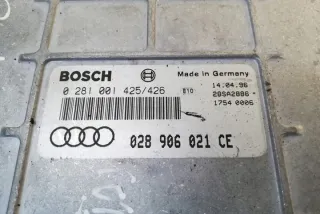 BOSCH
Made in Germany
0 281 001 425/426
810
14.04.96
28SA2886
1754 0006
028 906 021 CE